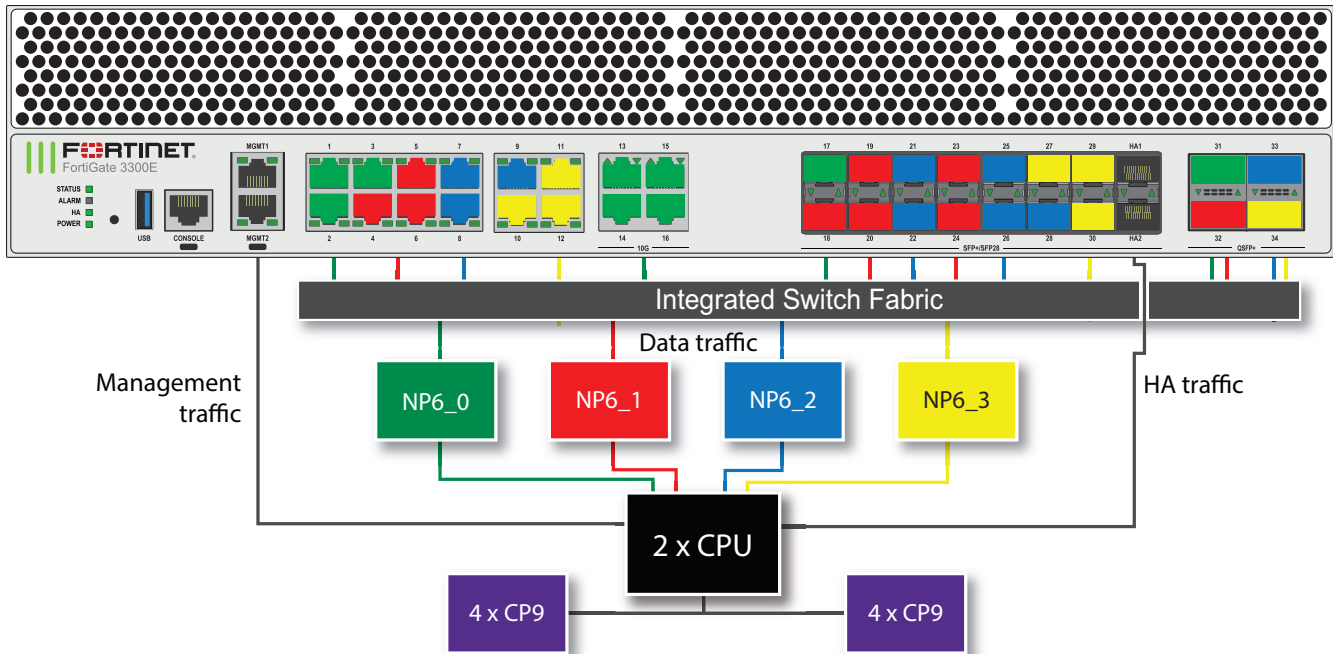 FORTINET
FortiGate 3300E
STATUS
ALARM
HA
POWER
USB
CONSOLE
MGMT1
MGMT2
1 3 5 7
2 4 6 8
9 11
10 12
13 15
14 16
10G
17 19 21 23 25 27 29 HA1
18 20 22 24 26 28 30 HA2
SFP+/SFP28
31 33
32 34
QSFP+
Integrated Switch Fabric
Data traffic
Management
traffic
HA traffic
NP6_0
NP6_1
NP6_2
NP6_3
2 x CPU
4 x CP9
4 x CP9